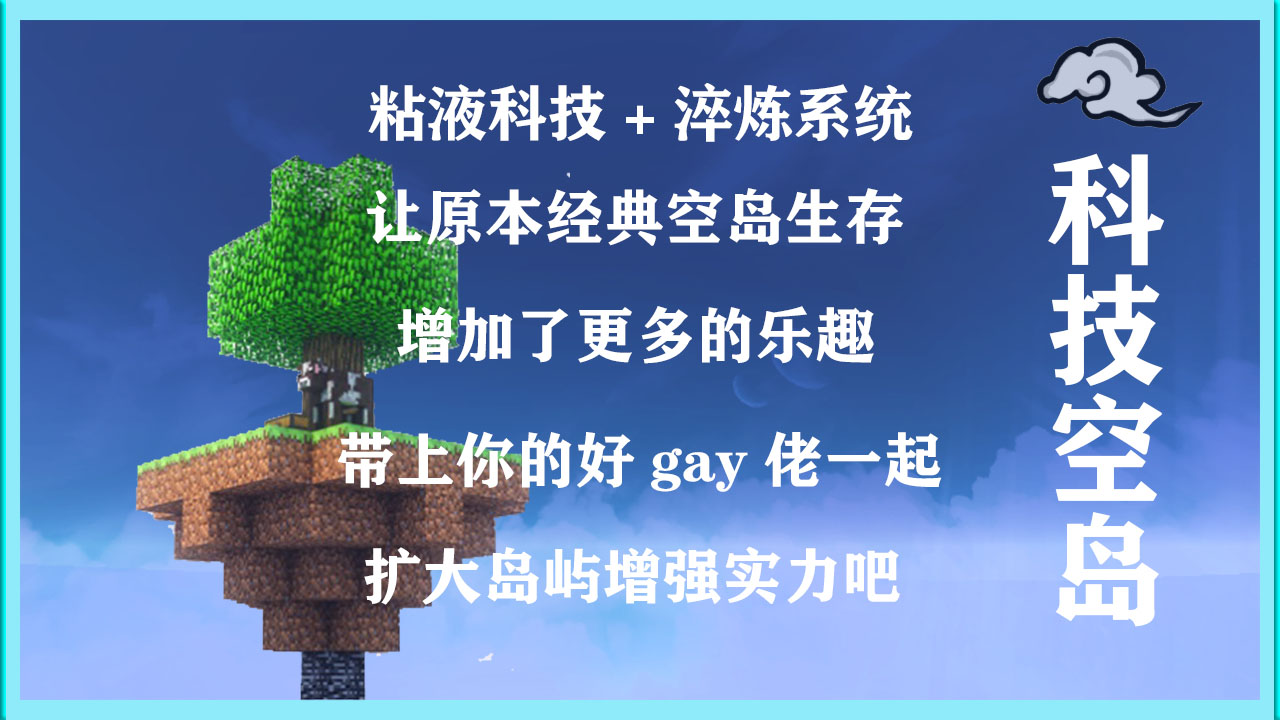 粘液科技 + 淬炼系统
让原本经典空岛生存
增加了更多的乐趣
带上你的好 gay 佬一起
扩大岛屿增强实力吧
科技空岛